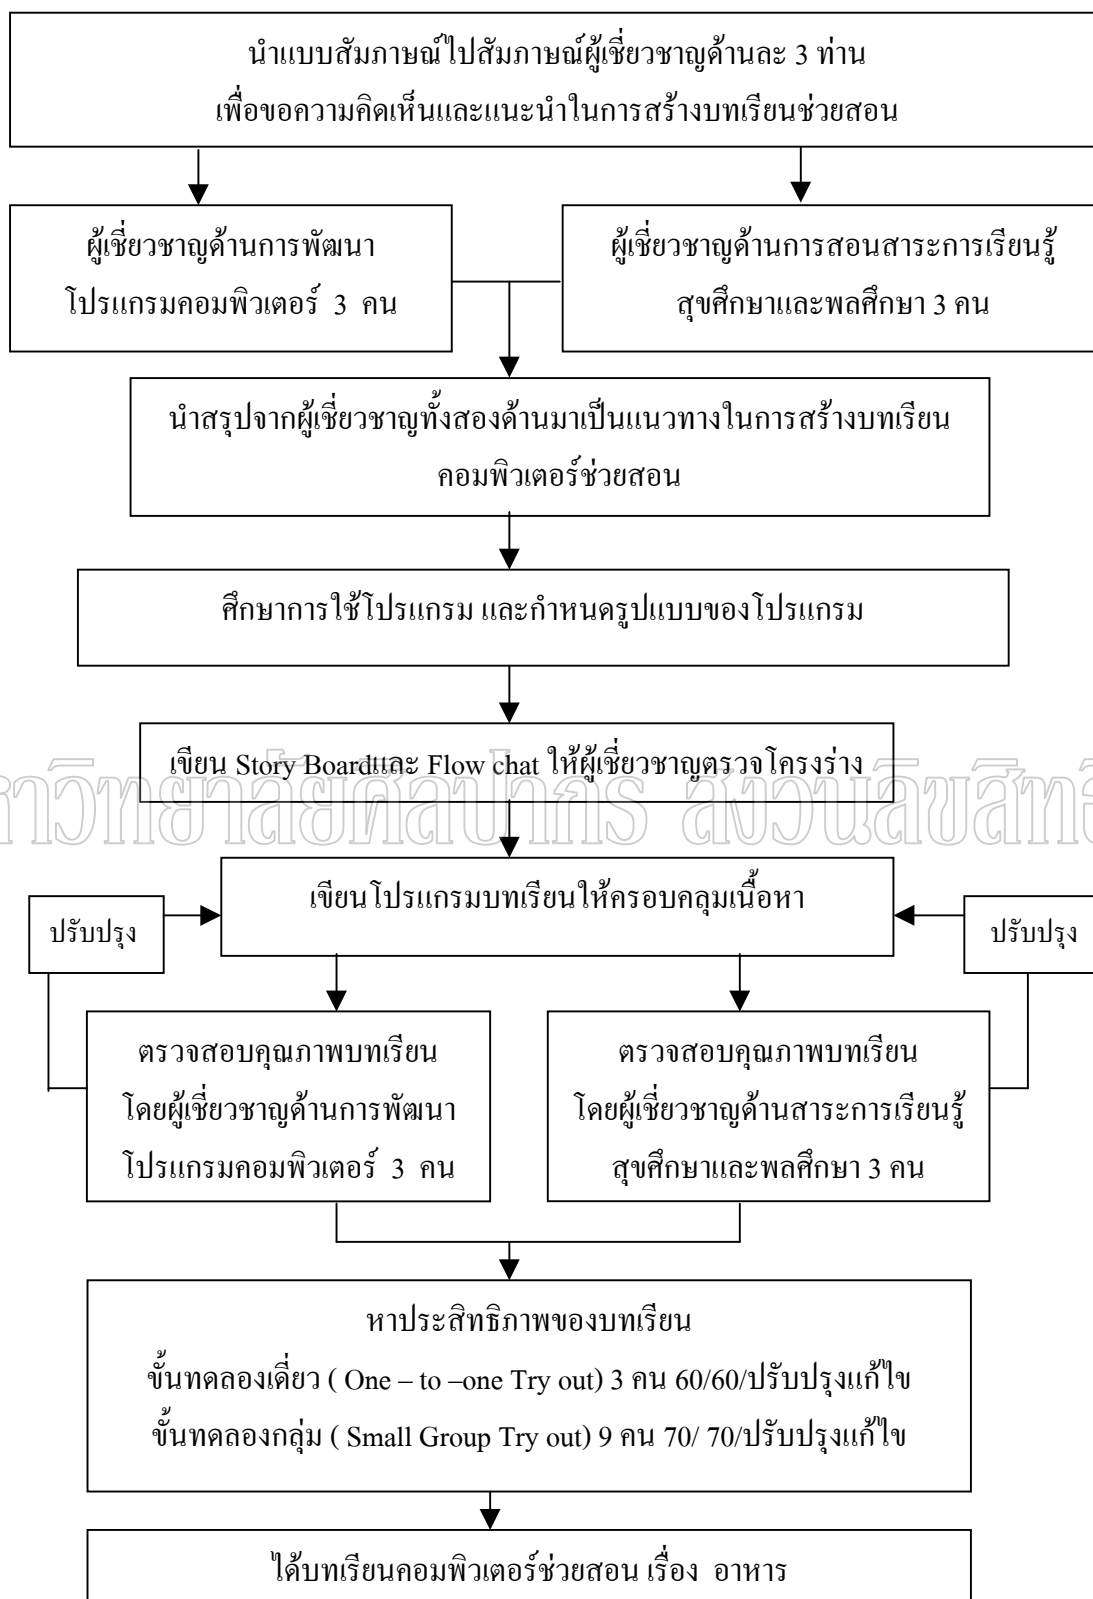 นำแบบสัมภาษณ์ไปสัมภาษณ์ผู้เชี่ยวชาญด้านละ 3 ท่าน
เพื่อขอความคิดเห็นและแนะนำในการสร้างบทเรียนช่วยสอน
ผู้เชี่ยวชาญด้านการพัฒนา
โปรแกรมคอมพิวเตอร์ 3 คน
ผู้เชี่ยวชาญด้านการสอนสาระการเรียนรู้
สุขศึกษาและพลศึกษา 3 คน
นำสรุปจากผู้เชี่ยวชาญทั้งสองด้านมาเป็นแนวทางในการสร้างบทเรียน
คอมพิวเตอร์ช่วยสอน
ศึกษาการใช้โปรแกรม และกำหนดรูปแบบของโปรแกรม
เขียน Story Boardและ Flow chat ให้ผู้เชี่ยวชาญตรวจโครงร่าง
หาวิทยาลัยศิลปากร สงวนลิขสิทธิ์
เขียนโปรแกรมบทเรียนให้ครอบคลุมเนื้อหา
ปรับปรุง
ปรับปรุง
ตรวจสอบคุณภาพบทเรียน
โดยผู้เชี่ยวชาญด้านการพัฒนา
โปรแกรมคอมพิวเตอร์ 3 คน
ตรวจสอบคุณภาพบทเรียน
โดยผู้เชี่ยวชาญด้านสาระการเรียนรู้
สุขศึกษาและพลศึกษา 3 คน
หาประสิทธิภาพของบทเรียน
ขั้นทดลองเดี่ยว ( One – to –one Try out) 3 คน 60/60/ปรับปรุงแก้ไข
ขั้นทดลองกลุ่ม ( Small Group Try out) 9 คน 70/ 70/ปรับปรุงแก้ไข
ได้บทเรียนคอมพิวเตอร์ช่วยสอน เรื่อง อาหาร